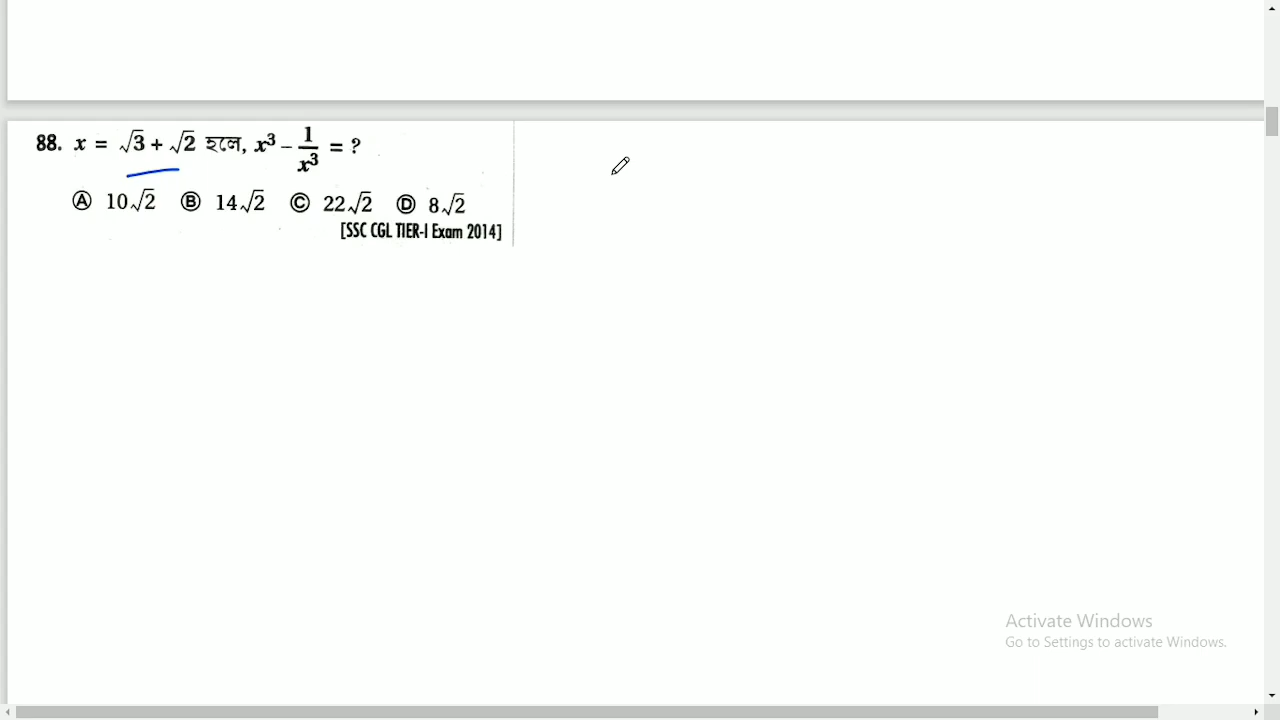 88. x = √3 + √2 হলে, x³ – 1/x³ = ?
Ⓐ 10√2 Ⓑ 14√2 Ⓒ 22√2 Ⓓ 8√2
[SSC CGL TIER-I Exam 2014]
Activate Windows
Go to Settings to activate Windows.